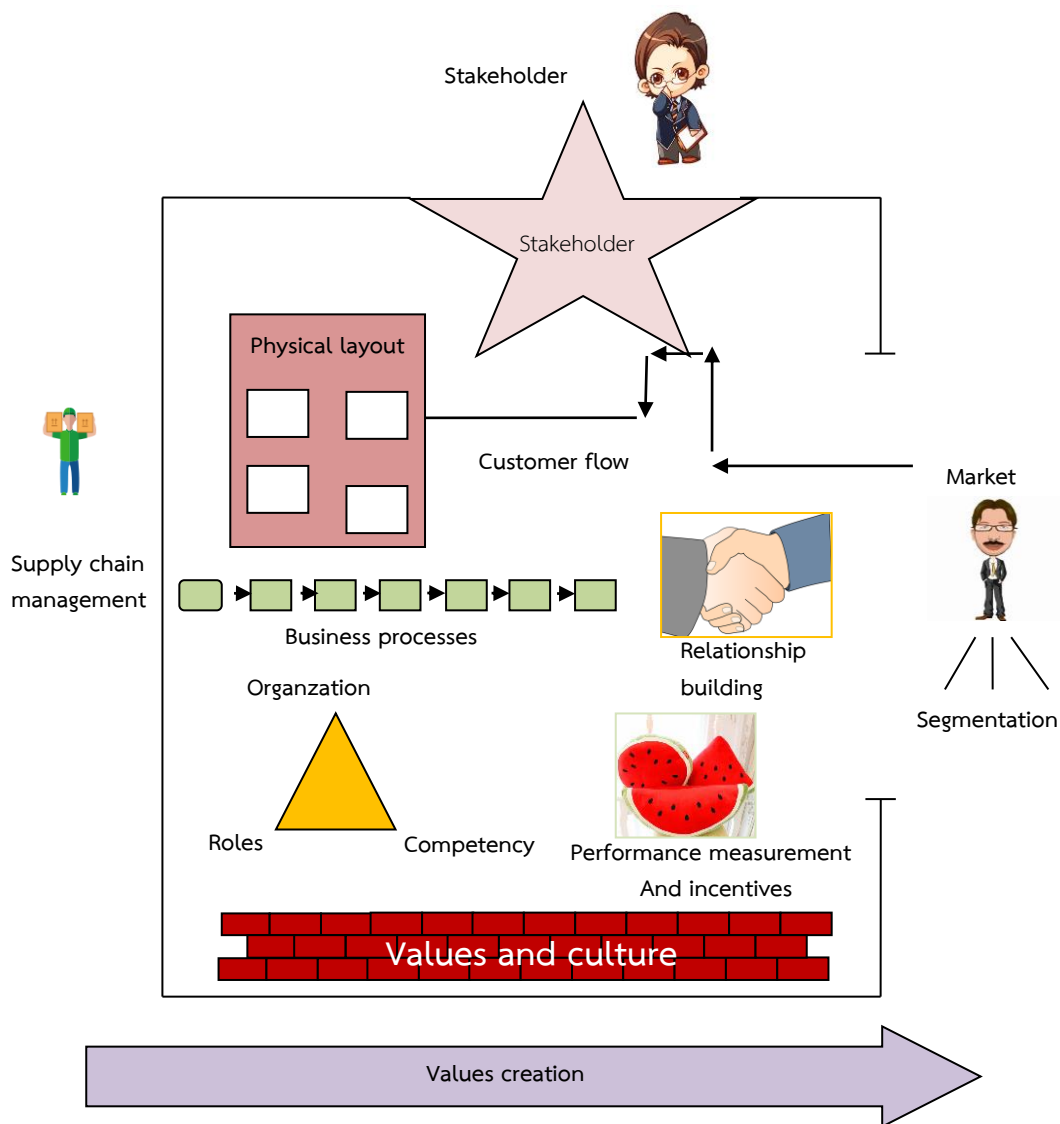 Stakeholder
Stakeholder
Physical layout
Customer flow
Market
Supply chain
management
Business processes
Relationship
building
Segmentation
Organzation
Roles
Competency
Performance measurement
And incentives
Values and culture
Values creation